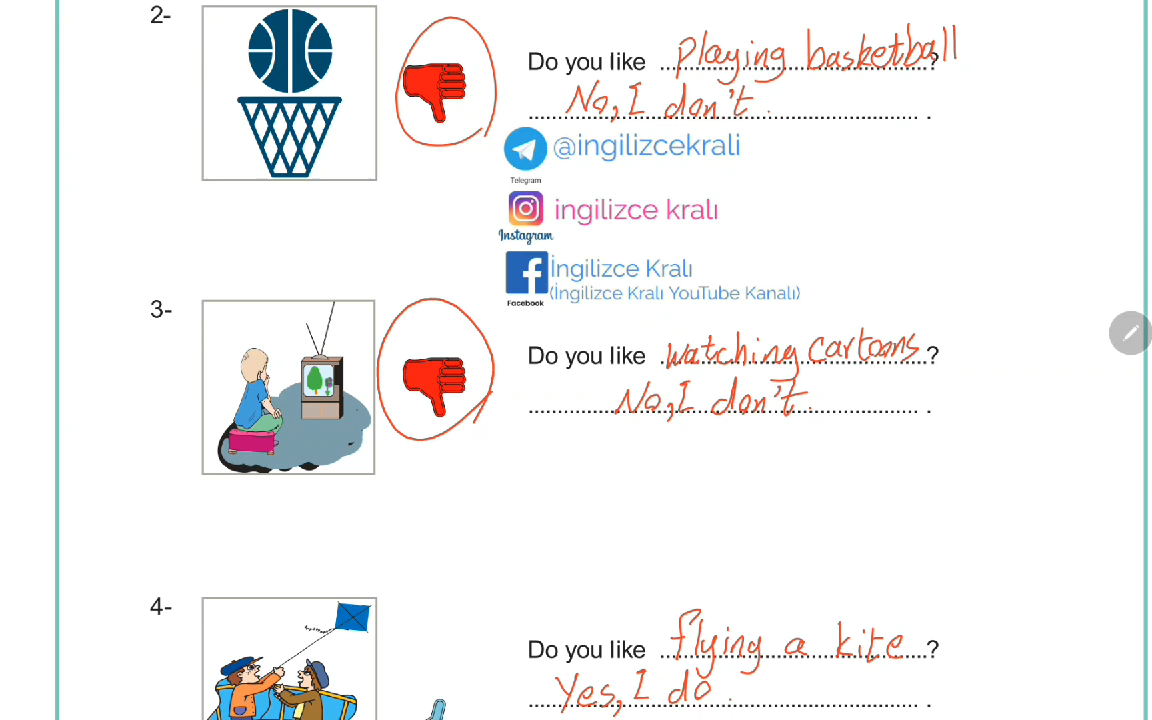 2-
Do you like playing basketball?
No, I don't.
@ingilizcekrali
Telegram
ingilizce kralı
Instagram
İngilizce Kralı
(İngilizce Kralı YouTube Kanalı)
Facebook
3-
Do you like watching cartoons?
No, I don't.
4-
Do you like flying a kite?
Yes, I do.